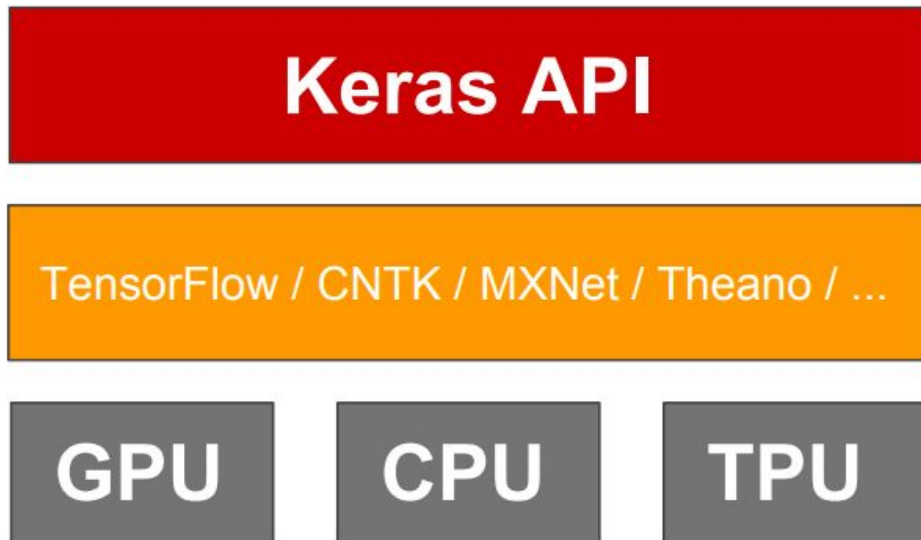 Keras API
TensorFlow / CNTK / MXNet / Theano / ...
GPU CPU TPU